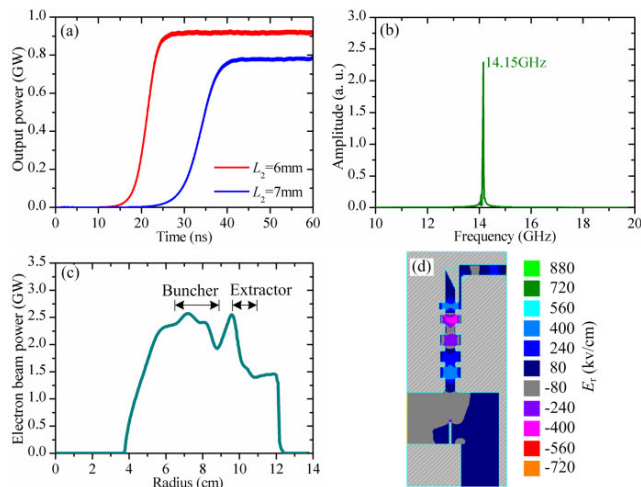 (a)
Output power (GW)
1.0
0.8
0.6
0.4
0.2
0.0
L2=6mm
L2=7mm
0 10 20 30 40 50 60
Time (ns)
(b)
Amplitude (a. u.)
3.0
2.5
2.0
1.5
1.0
0.5
0.0
14.15GHz
10 12 14 16 18 20
Frequency (GHz)
(c)
Electron beam power (GW)
3.5
3.0
2.5
2.0
1.5
1.0
0.5
0.0
Buncher Extractor
0 2 4 6 8 10 12 14
Radius (cm)
(d)
880
720
560
400
240
80
-80
-240
-400
-560
-720
Er (kv/cm)